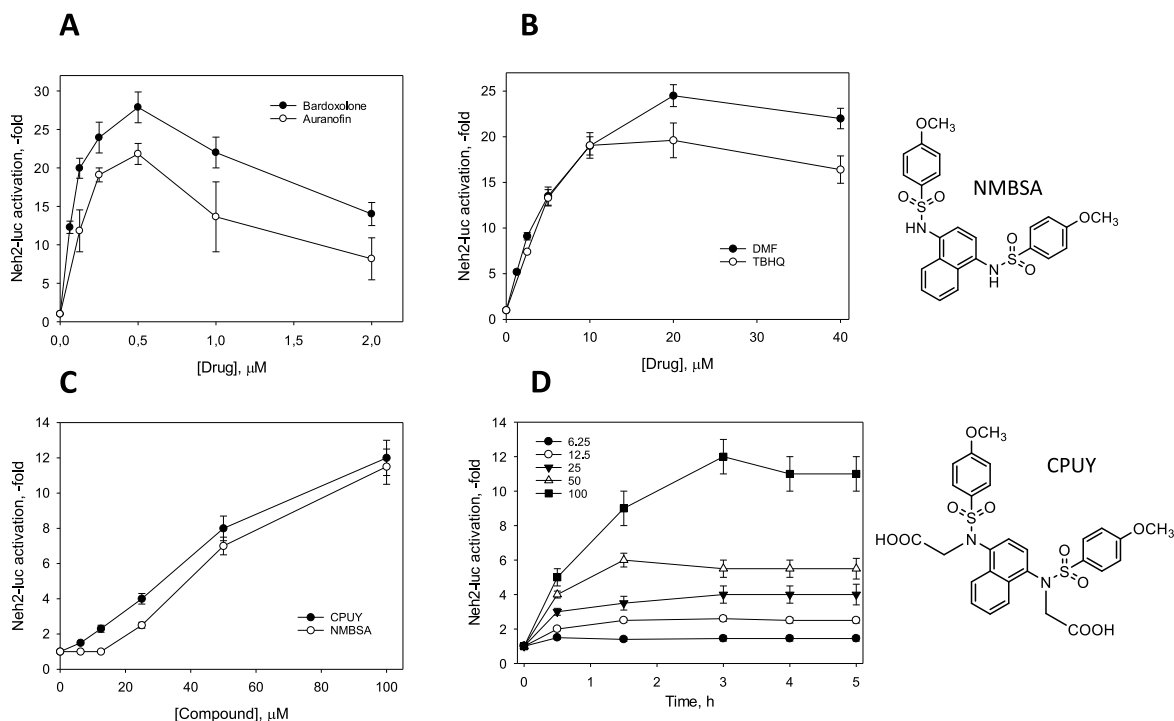 A
Neh2-luc activation, -fold
30
25
20
15
10
5
0
Bardoxolone
Auranofin
0,0 0,5 1,0 1,5 2,0
[Drug], μM
B
Neh2-luc activation, -fold
25
20
15
10
5
0
DMF
TBHQ
0 10 20 30 40
[Drug], μM
OCH3
NMBSA
O
S
O
NH
OCH3
O
N S
H O
C
Neh2-luc activation, -fold
14
12
10
8
6
4
2
0
CPUY
NMBSA
0 20 40 60 80 100
[Compound], μM
D
Neh2-luc activation, -fold
14
12
10
8
6
4
2
0
6.25
12.5
25
50
100
0 1 2 3 4 5
Time, h
OCH3
CPUY
O
S
O
HOOC N
OCH3
O
N S
O
COOH